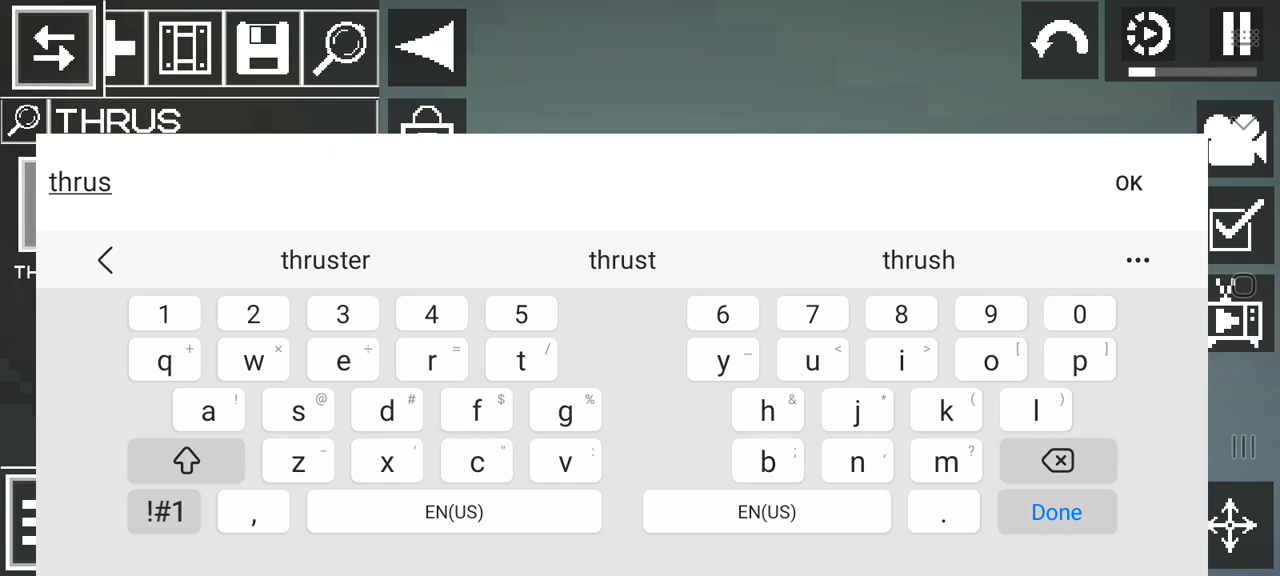 THRUS
thrus
OK
thruster thrust thrush ...
1 2 3 4 5 6 7 8 9 0
q + w × e ÷ r = t / y _ u < i > o [ p ]
a ! s @ d # f $ g % h & j * k ( l )
z - x ' c " v : b ; n , m ?
!#1 , EN(US) EN(US) . Done
TH